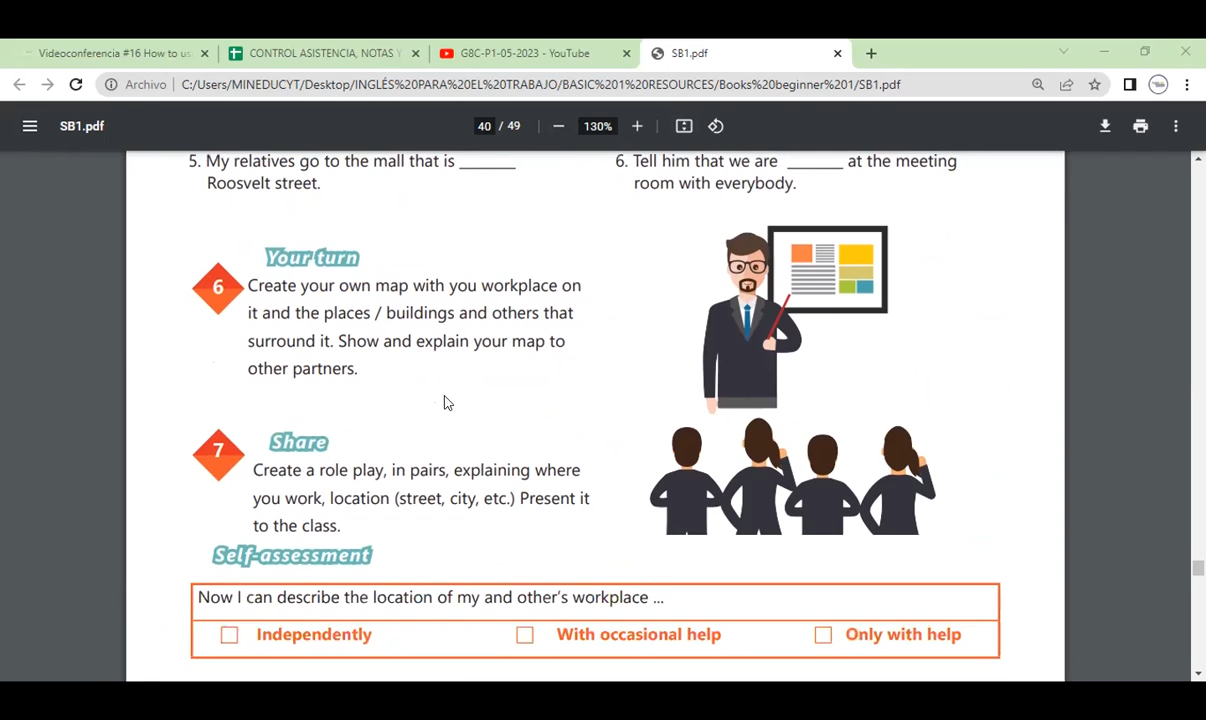 Videoconferencia #16 How to us
CONTROL ASISTENCIA, NOTAS Y
G8C-P1-05-2023 - YouTube
SB1.pdf
Archivo
C:/Users/MINEDUCYT/Desktop/INGLÉS%20PARA%20EL%20TRABAJO/BASIC%201%20RESOURCES/Books%20beginner%201/SB1.pdf
SB1.pdf
40 / 49
130%
5. My relatives go to the mall that is ______
Roosvelt street.
6. Tell him that we are ______ at the meeting
room with everybody.
Your turn
6
Create your own map with you workplace on
it and the places / buildings and others that
surround it. Show and explain your map to
other partners.
Share
7
Create a role play, in pairs, explaining where
you work, location (street, city, etc.) Present it
to the class.
Self-assessment
Now I can describe the location of my and other's workplace ...
Independently
With occasional help
Only with help